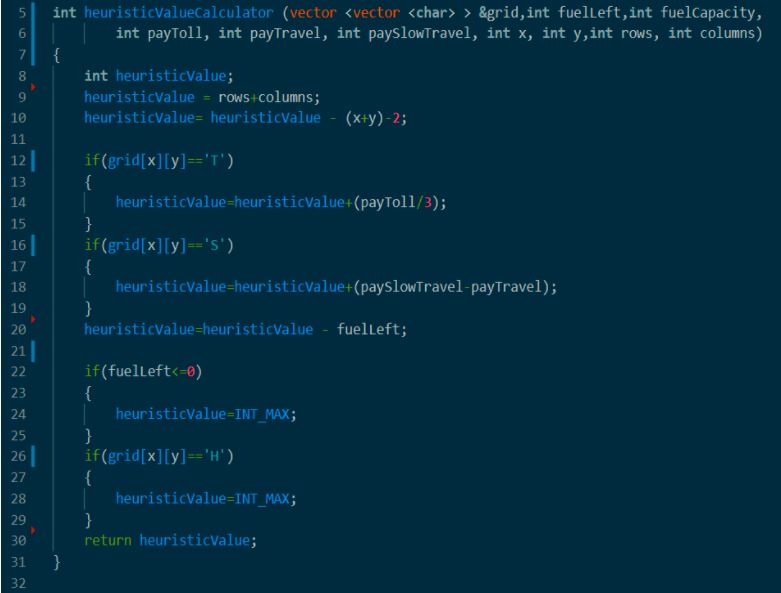 5 int heuristicValueCalculator (vector <vector <char> > &grid,int fuelLeft,int fuelCapacity,
6 int payToll, int payTravel, int paySlowTravel, int x, int y,int rows, int columns)
7 {
8 int heuristicValue;
9 heuristicValue = rows+columns;
10 heuristicValue= heuristicValue - (x+y)-2;
11
12 if(grid[x][y]=='T')
13 {
14 heuristicValue=heuristicValue+(payToll/3);
15 }
16 if(grid[x][y]=='S')
17 {
18 heuristicValue=heuristicValue+(paySlowTravel-payTravel);
19 }
20 heuristicValue=heuristicValue - fuelLeft;
21
22 if(fuelLeft<=0)
23 {
24 heuristicValue=INT_MAX;
25 }
26 if(grid[x][y]=='H')
27 {
28 heuristicValue=INT_MAX;
29 }
30 return heuristicValue;
31 }
32